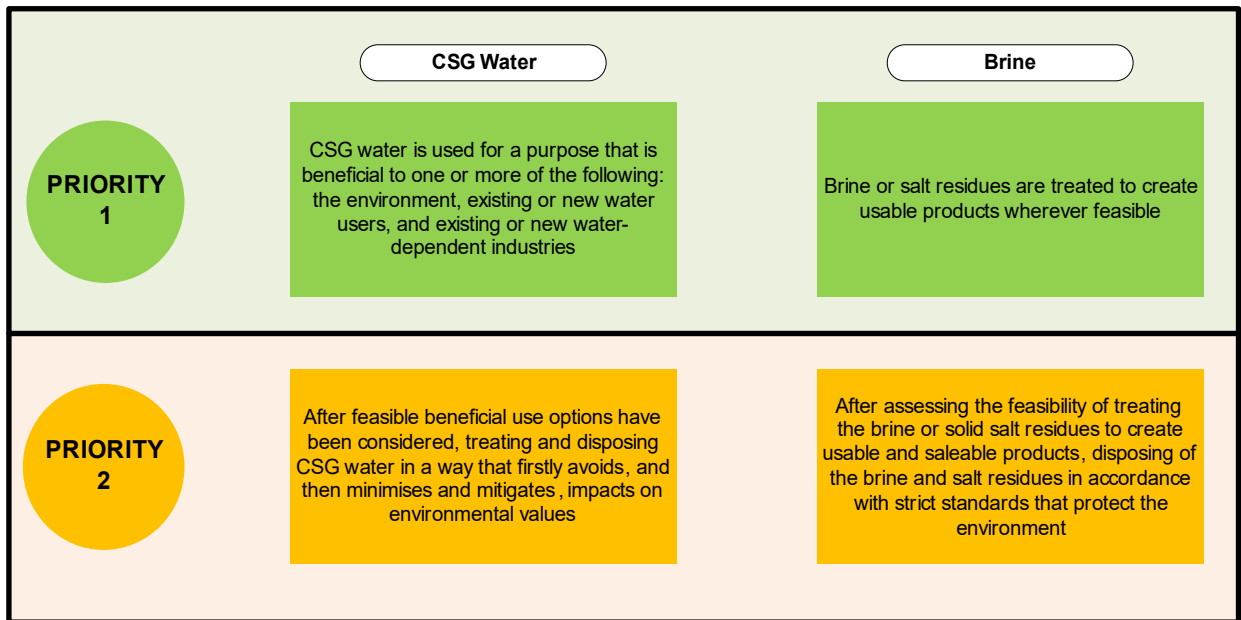 CSG Water
Brine
PRIORITY
1
CSG water is used for a purpose that is
beneficial to one or more of the following:
the environment, existing or new water
users, and existing or new water-
dependent industries
Brine or salt residues are treated to create
usable products wherever feasible
PRIORITY
2
After feasible beneficial use options have
been considered, treating and disposing
CSG water in a way that firstly avoids, and
then minimises and mitigates, impacts on
environmental values
After assessing the feasibility of treating
the brine or solid salt residues to create
usable and saleable products, disposing of
the brine and salt residues in accordance
with strict standards that protect the
environment